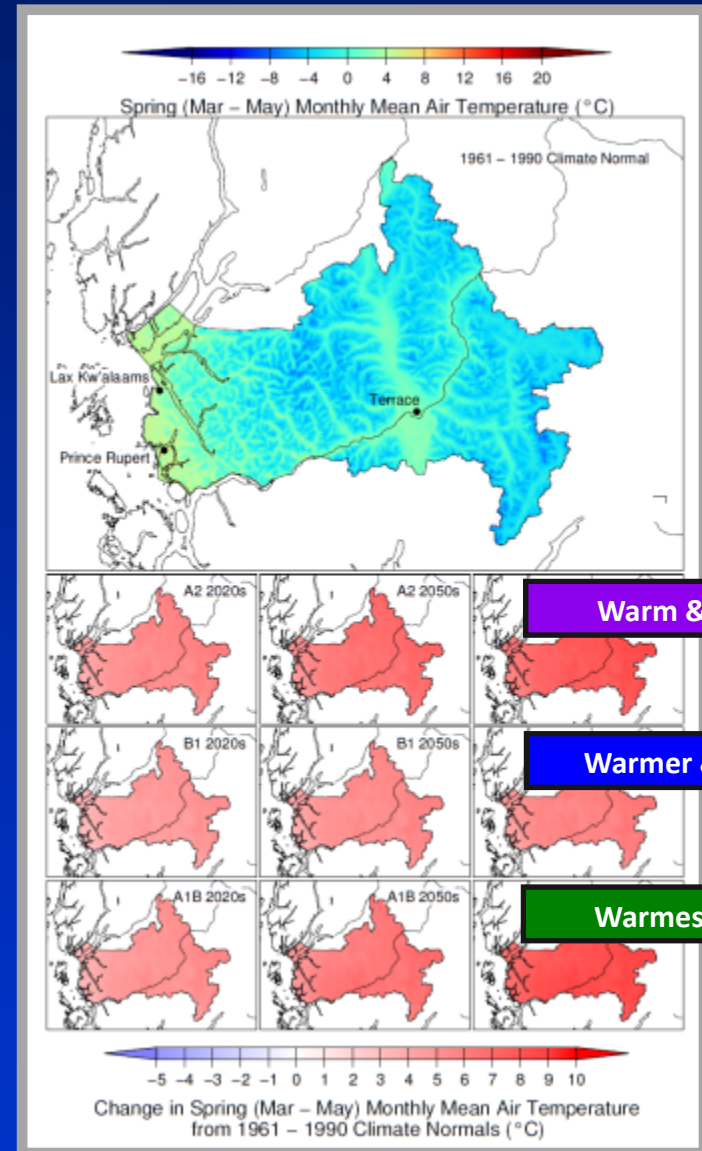 −16 −12 −8 −4 0 4 8 12 16 20
Spring (Mar – May) Monthly Mean Air Temperature (°C)
1961 – 1990 Climate Normal
Lax Kw'alaams
Terrace
Prince Rupert
A2 2020s
A2 2050s
Warm &
B1 2020s
B1 2050s
Warmer
A1B 2020s
A1B 2050s
Warmes
−5 −4 −3 −2 −1 0 1 2 3 4 5 6 7 8 9 10
Change in Spring (Mar – May) Monthly Mean Air Temperature
from 1961 – 1990 Climate Normals (°C)